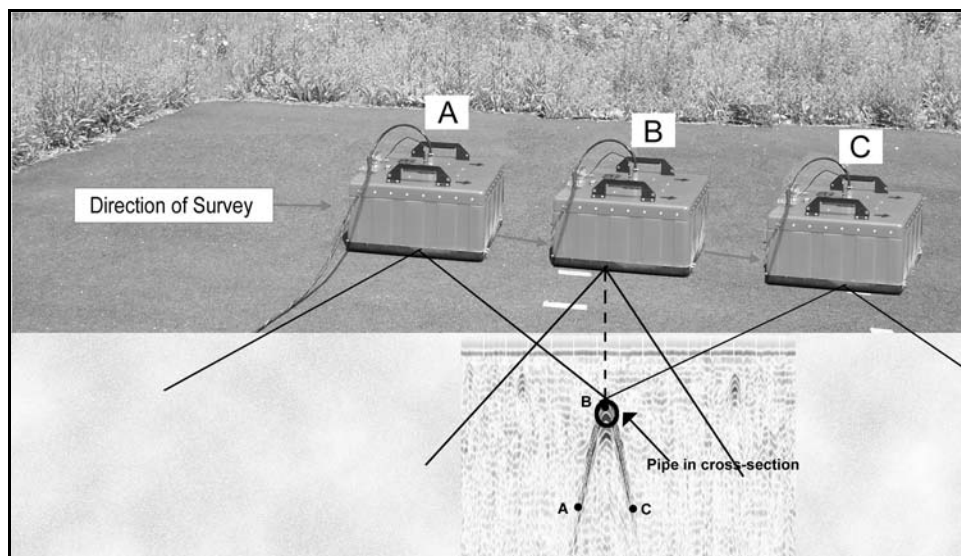 A
B
C
Direction of Survey
B
Pipe in cross-section
A
C